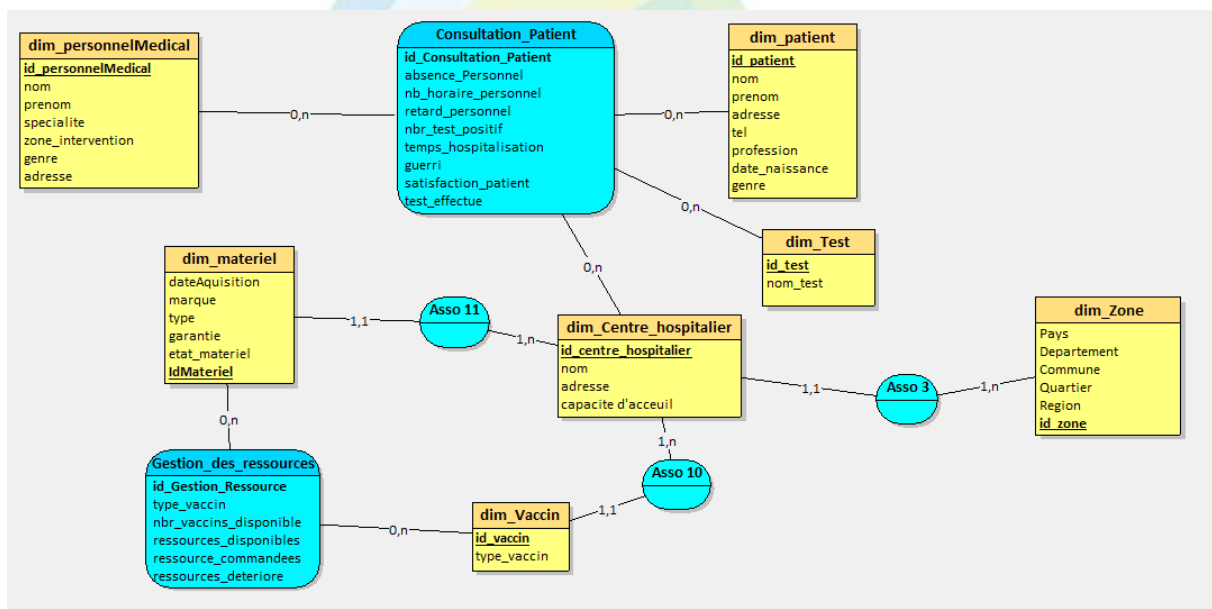 dim_personnelMedical
id_personnelMedical
nom
prenom
specialite
zone_intervention
genre
adresse
0,n
Consultation_Patient
id_Consultation_Patient
absence_Personnel
nb_horaire_personnel
retard_personnel
nbr_test_positif
temps_hospitalisation
guerri
satisfaction_patient
test_effectue
0,n
dim_patient
id_patient
nom
prenom
adresse
tel
profession
date_naissance
genre
0,n
dim_Test
id_test
nom_test
0,n
dim_materiel
dateAquisition
marque
type
garantie
etat_materiel
IdMateriel
1,1
Asso 11
1,n
dim_Centre_hospitalier
id_centre_hospitalier
nom
adresse
capacite d'acceuil
1,1
Asso 3
1,n
dim_Zone
Pays
Departement
Commune
Quartier
Region
id_zone
0,n
1,n
Gestion_des_ressources
id_Gestion_Ressource
type_vaccin
nbr_vaccins_disponible
ressources_disponibles
ressource_commandees
ressources_deteriore
0,n
dim_Vaccin
id_vaccin
type_vaccin
1,1
Asso 10